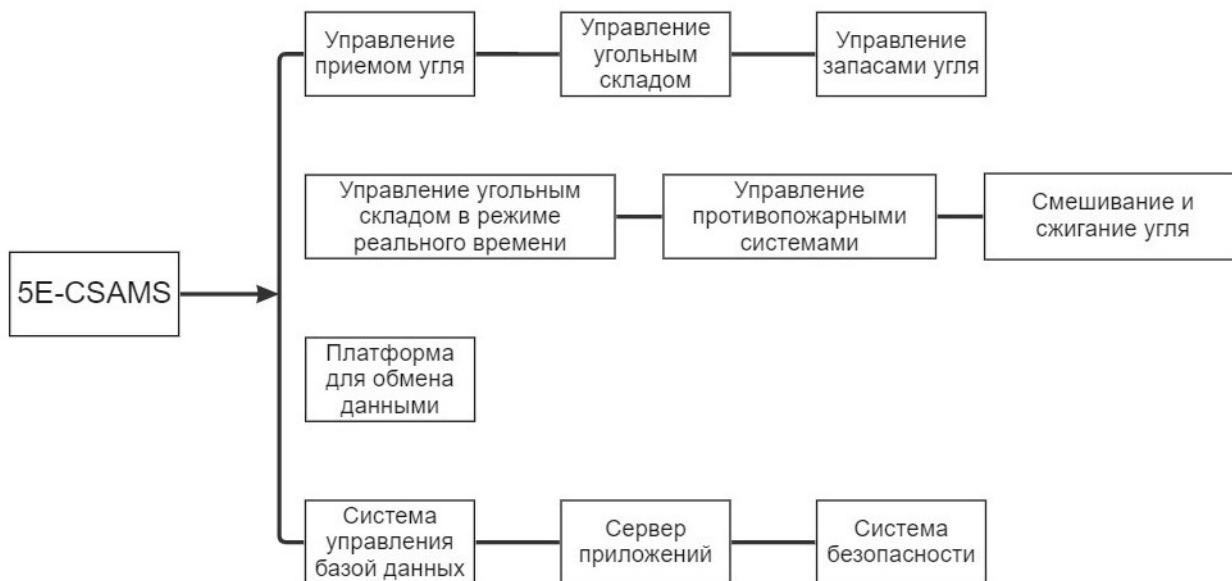 Управление
приемом угля
Управление
угольным
складом
Управление
запасами угля
Управление угольным
складом в режиме
реального времени
Управление
противопожарными
системами
Смешивание и
сжигание угля
5E-CSAMS
Платформа
для обмена
данными
Система
управления
базой данных
Сервер
приложений
Система
безопасности